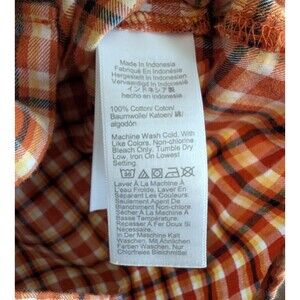 Made In Indonesia
Fabriqué En Indonésie
Hergestellt In Indonesien
Vervaardigd In Indonesië
インドネシア製
hecho en indonesia
100% Cotton/ Coton/
Baumwolle/ Katoen/ 綿/
algodón
Machine Wash Cold, With
Like Colors. Non-chlorine
Bleach Only. Tumble Dry
Low. Iron On Lowest
Setting.
Laver À La Machine À
L'eau Froide. Laver Les
Couleurs Séparément.
Seulement Agent De
Blanchiment Non-chlore.
Sécher À La Machine À
Basse Température.
Repasser À Fer Doux.
In Der Maschine Kalt
Waschen. Mit Ähnlichen
Farben Waschen. Nur
Chlorfreies Bleichmittel